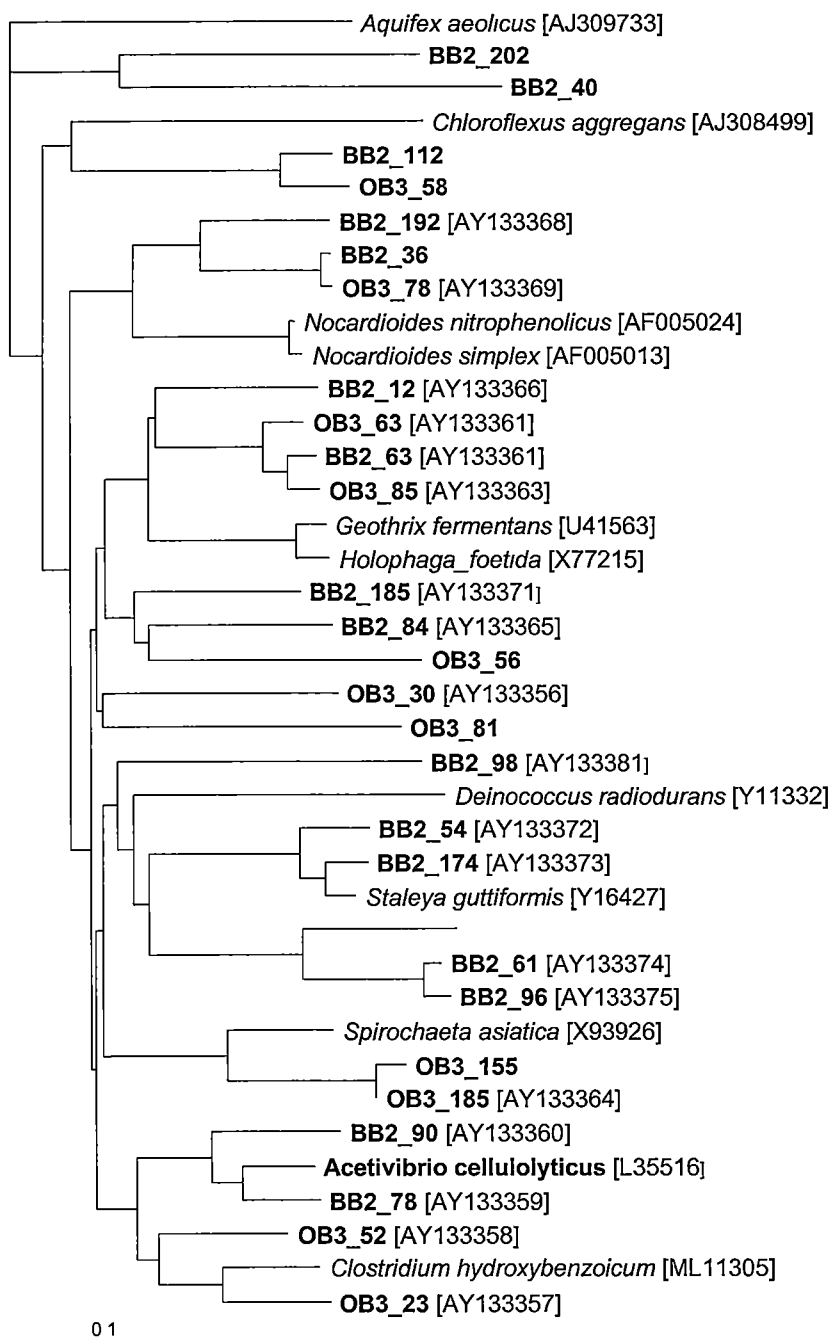 Aquifex aeolicus [AJ309733]
BB2_202
BB2_40
Chloroflexus aggregans [AJ308499]
BB2_112
OB3_58
BB2_192 [AY133368]
BB2_36
OB3_78 [AY133369]
Nocardioides nitrophenolicus [AF005024]
Nocardioides simplex [AF005013]
BB2_12 [AY133366]
OB3_63 [AY133361]
BB2_63 [AY133361]
OB3_85 [AY133363]
Geothrix fermentans [U41563]
Holophaga_foetida [X77215]
BB2_185 [AY133371]
BB2_84 [AY133365]
OB3_56
OB3_30 [AY133356]
OB3_81
BB2_98 [AY133381]
Deinococcus radiodurans [Y11332]
BB2_54 [AY133372]
BB2_174 [AY133373]
Staleya guttiformis [Y16427]
BB2_61 [AY133374]
BB2_96 [AY133375]
Spirochaeta asiatica [X93926]
OB3_155
OB3_185 [AY133364]
BB2_90 [AY133360]
Acetivibrio cellulolyticus [L35516]
BB2_78 [AY133359]
OB3_52 [AY133358]
Clostridium hydroxybenzoicum [ML11305]
OB3_23 [AY133357]
0 1